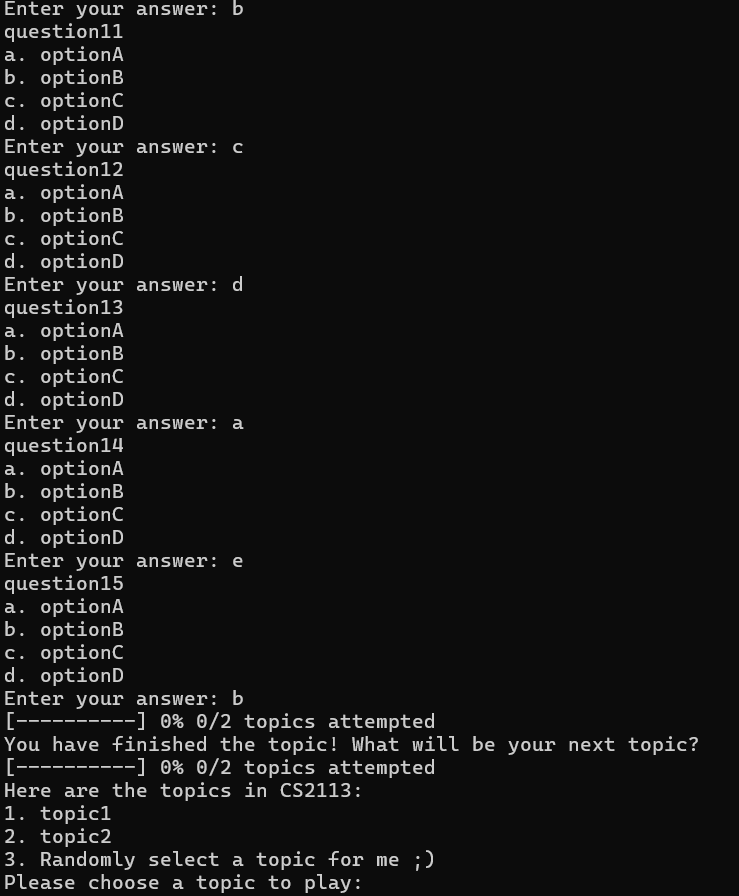 Enter your answer: b
question11
a. optionA
b. optionB
c. optionC
d. optionD
Enter your answer: c
question12
a. optionA
b. optionB
c. optionC
d. optionD
Enter your answer: d
question13
a. optionA
b. optionB
c. optionC
d. optionD
Enter your answer: a
question14
a. optionA
b. optionB
c. optionC
d. optionD
Enter your answer: e
question15
a. optionA
b. optionB
c. optionC
d. optionD
Enter your answer: b
[----------] 0% 0/2 topics attempted
You have finished the topic! What will be your next topic?
[----------] 0% 0/2 topics attempted
Here are the topics in CS2113:
1. topic1
2. topic2
3. Randomly select a topic for me ;)
Please choose a topic to play: